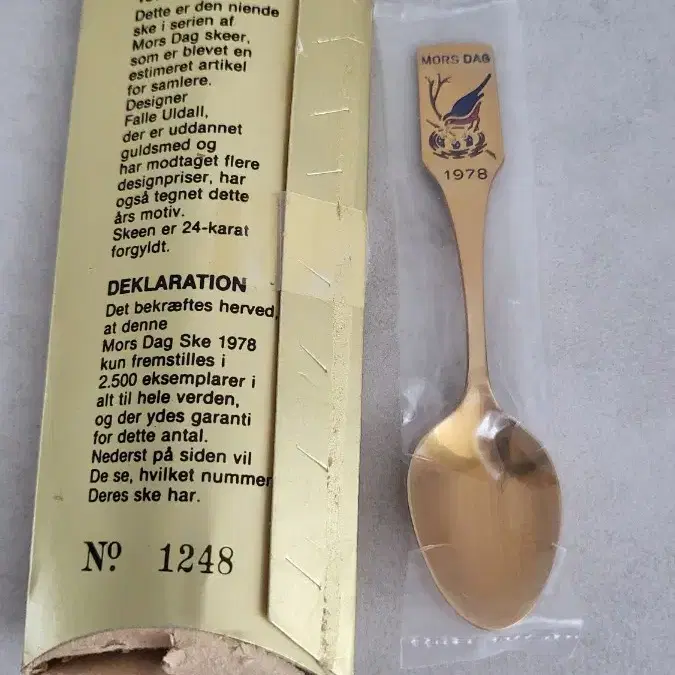 Dette er den niende
ske i serien af
Mors Dag skeer,
som er blevet en
estimeret artikel
for samlere.
Designer
Falle Uldall,
der er uddannet
guldsmed og
har modtaget flere
designpriser, har
også tegnet dette
års motiv.
Skeen er 24-karat
forgyldt.
DEKLARATION
Det bekræftes herved,
at denne
Mors Dag Ske 1978
kun fremstilles i
2.500 eksemplarer i
alt til hele verden,
og der ydes garanti
for dette antal.
Nederst på siden vil
De se, hvilket nummer
Deres ske har.
Nº 1248
MORS DAG
1978